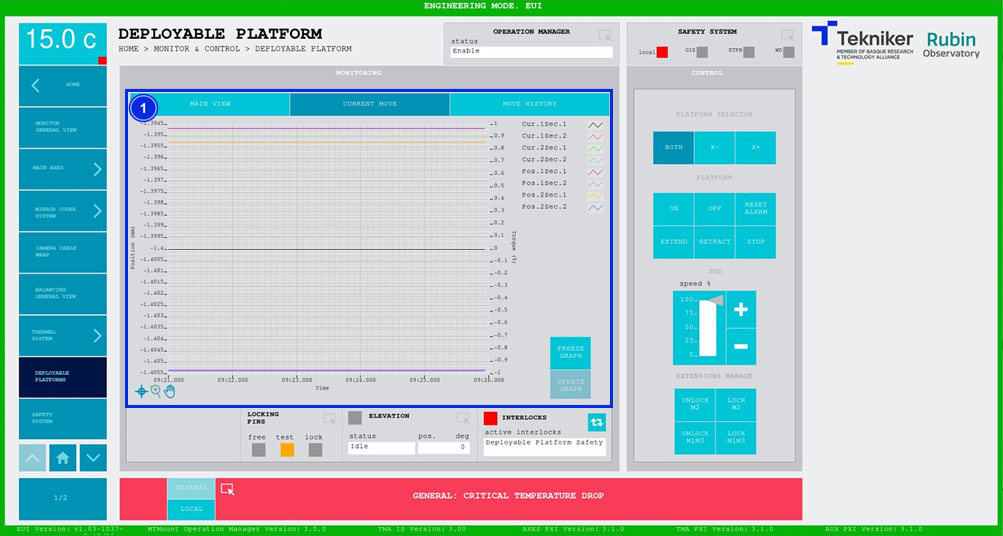 ENGINEERING MODE. EUI
15.0 c
DEPLOYABLE PLATFORM
HOME > MONITOR & CONTROL > DEPLOYABLE PLATFORM
OPERATION MANAGER
status
Enable
SAFETY SYSTEM
local
GIS
ETPB
WD
Tekniker
MEMBER OF BASQUE RESEARCH
& TECHNOLOGY ALLIANCE
Rubin
Observatory
HOME
MONITOR
GENERAL VIEW
MAIN AXES
MIRROR COVER
SYSTEM
CAMERA CABLE
WRAP
BALANCING
GENERAL VIEW
THERMAL
SYSTEM
DEPLOYABLE
PLATFORMS
SAFETY
SYSTEM
1/2
MONITORING
1
MAIN VIEW
CURRENT MOVE
MOVE HISTORY
Position (mm)
-1.3945
-1.395
-1.3955
-1.396
-1.3965
-1.397
-1.3975
-1.398
-1.3985
-1.399
-1.3995
-1.4
-1.4005
-1.401
-1.4015
-1.402
-1.4025
-1.403
-1.4035
-1.404
-1.4045
-1.405
-1.4055
1
0.9
0.8
0.7
0.6
0.5
0.4
0.3
0.2
0.1
0
-0.1
-0.2
-0.3
-0.4
-0.5
-0.6
-0.7
-0.8
-0.9
-1
Torque (%)
09:21.000
09:22.000
09:23.000
09:24.000
09:25.000
09:26.000
Time
Cur.1Sec.1
Cur.1Sec.2
Cur.2Sec.1
Cur.2Sec.2
Pos.1Sec.1
Pos.1Sec.2
Pos.2Sec.1
Pos.2Sec.2
FREEZE
GRAPH
UPDATE
GRAPH
LOCKING
PINS
free
test
lock
ELEVATION
status
pos.
deg
Idle
0
INTERLOCKS
active interlocks
Deployable Platform Safety
CONTROL
PLATFORM SELECTOR
BOTH
X-
X+
PLATFORM
ON
OFF
RESET
ALARM
EXTEND
RETRACT
STOP
JOG
speed %
100
75
50
25
0
+
-
EXTENSIONS MANAGE
UNLOCK
M2
LOCK
M2
UNLOCK
M1M3
LOCK
M1M3
GENERAL
LOCAL
GENERAL: CRITICAL TEMPERATURE DROP
EUI Version: v1.03-1037-
MTMount Operation Manager Version: 3.5.0
TMA IS Version: 3.00
AXES PXI Version: 3.1.0
TMA PXI Version: 3.1.0
AUX PXI Version: 3.1.0